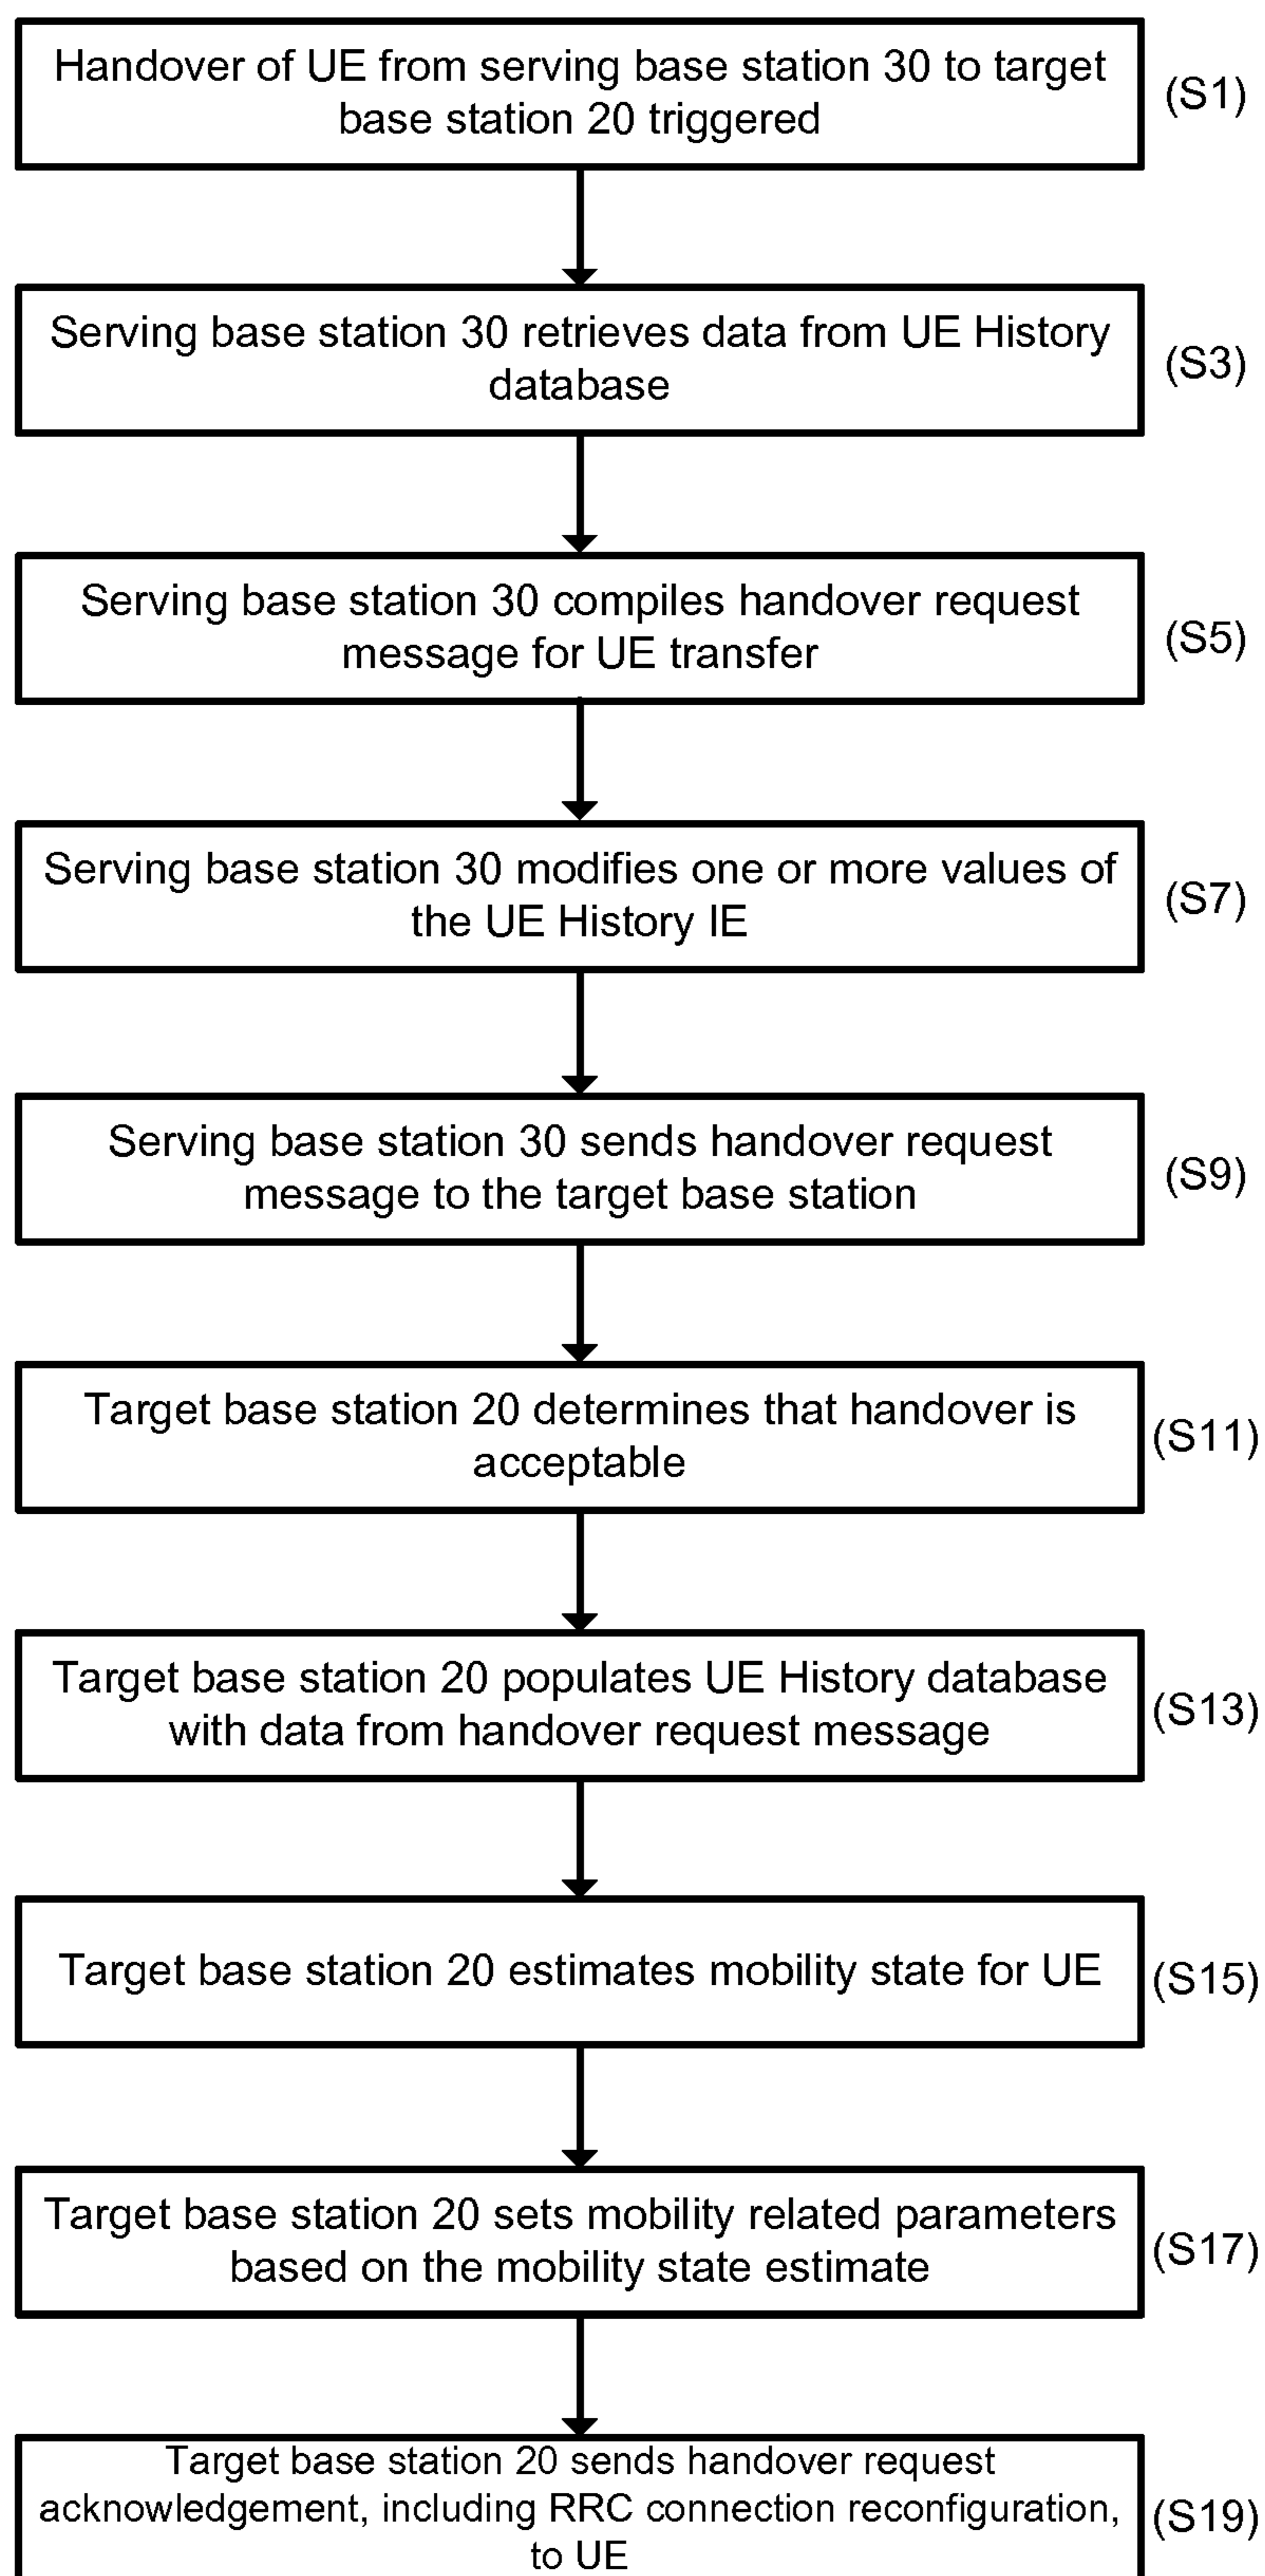 Handover of UE from serving base station 30 to target
base station 20 triggered
(S1)
Serving base station 30 retrieves data from UE History
database
(S3)
Serving base station 30 compiles handover request
message for UE transfer
(S5)
Serving base station 30 modifies one or more values of
the UE History IE
(S7)
Serving base station 30 sends handover request
message to the target base station
(S9)
Target base station 20 determines that handover is
acceptable
(S11)
Target base station 20 populates UE History database
with data from handover request message
(S13)
Target base station 20 estimates mobility state for UE
(S15)
Target base station 20 sets mobility related parameters
based on the mobility state estimate
(S17)
Target base station 20 sends handover request
acknowledgement, including RRC connection reconfiguration,
to UE
(S19)